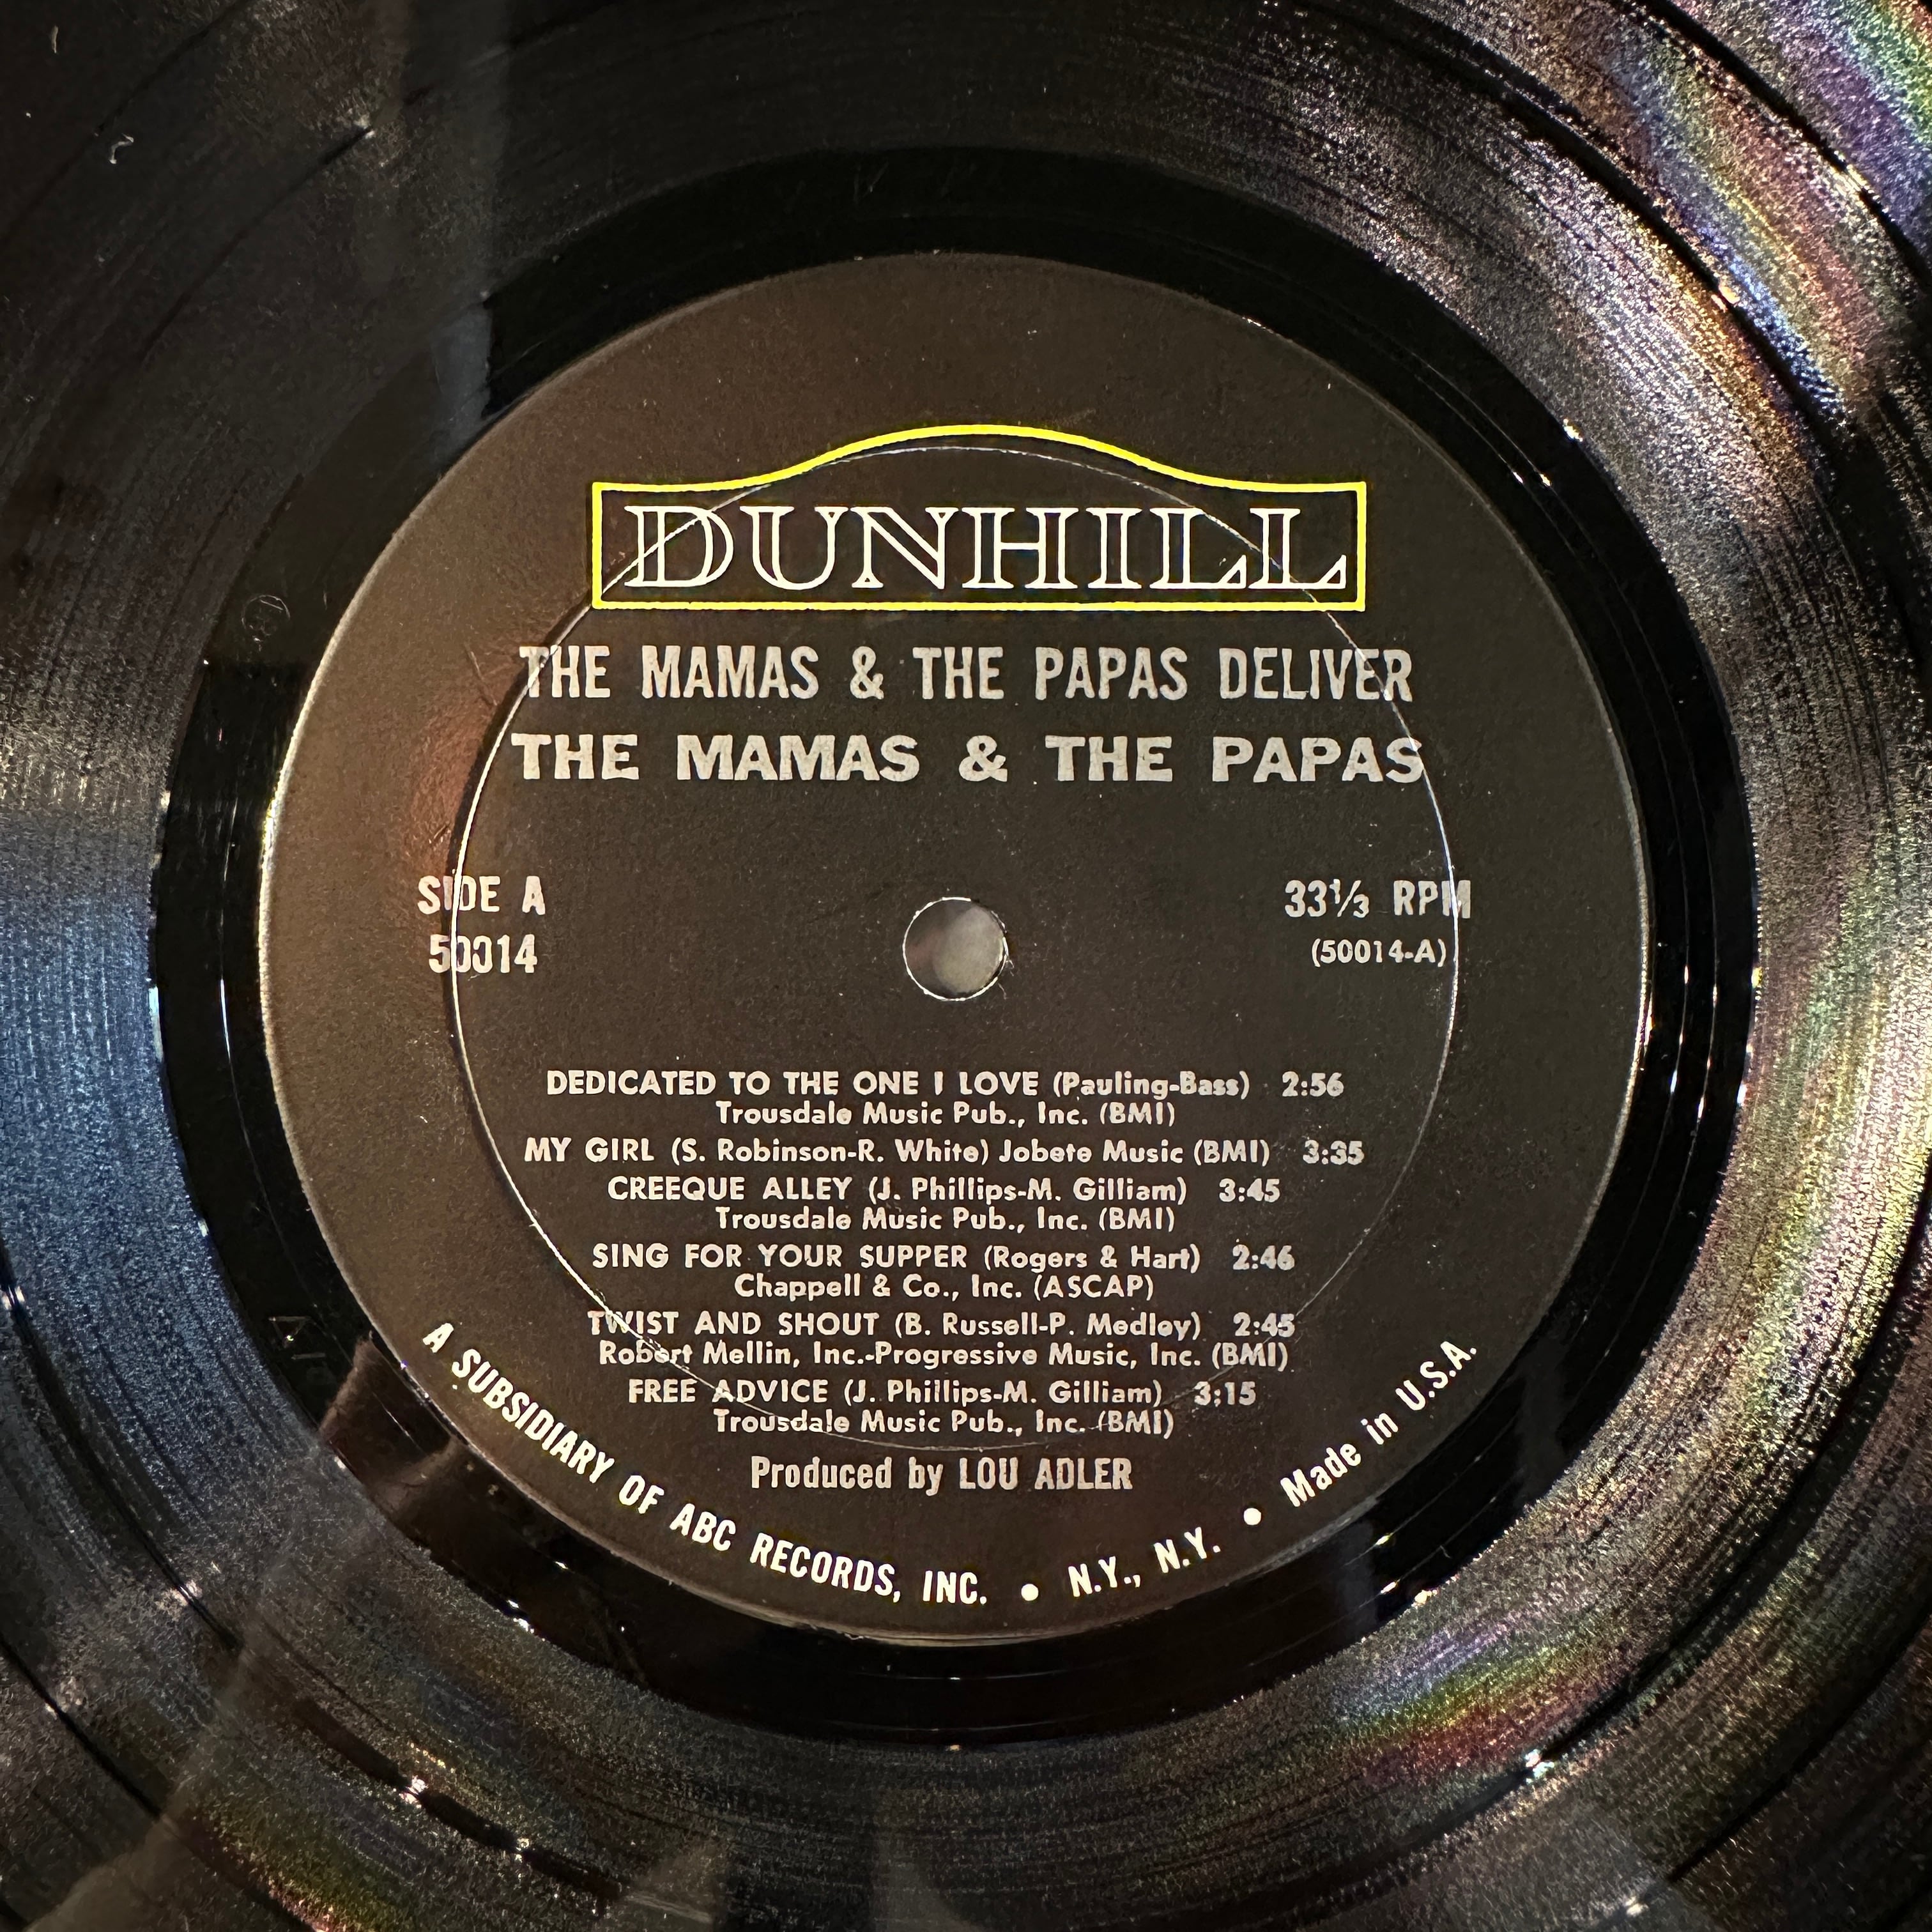 DUNHILL
THE MAMAS & THE PAPAS DELIVER
THE MAMAS & THE PAPAS
SIDE A
50014
33⅓ RPM
(50014-A)
DEDICATED TO THE ONE I LOVE (Pauling-Bass) 2:56
Trousdale Music Pub., Inc. (BMI)
MY GIRL (S. Robinson-R. White) Jobete Music (BMI) 3:35
CREEQUE ALLEY (J. Phillips-M. Gilliam) 3:45
Trousdale Music Pub., Inc. (BMI)
SING FOR YOUR SUPPER (Rogers & Hart) 2:46
Chappell & Co., Inc. (ASCAP)
TWIST AND SHOUT (B. Russell-P. Medley) 2:45
Robert Mellin, Inc.-Progressive Music, Inc. (BMI)
FREE ADVICE (J. Phillips-M. Gilliam) 3;15
Trousdale Music Pub., Inc. (BMI)
Produced by LOU ADLER
A SUBSIDIARY OF ABC RECORDS, INC. ● N.Y., N.Y. ● Made in U.S.A.